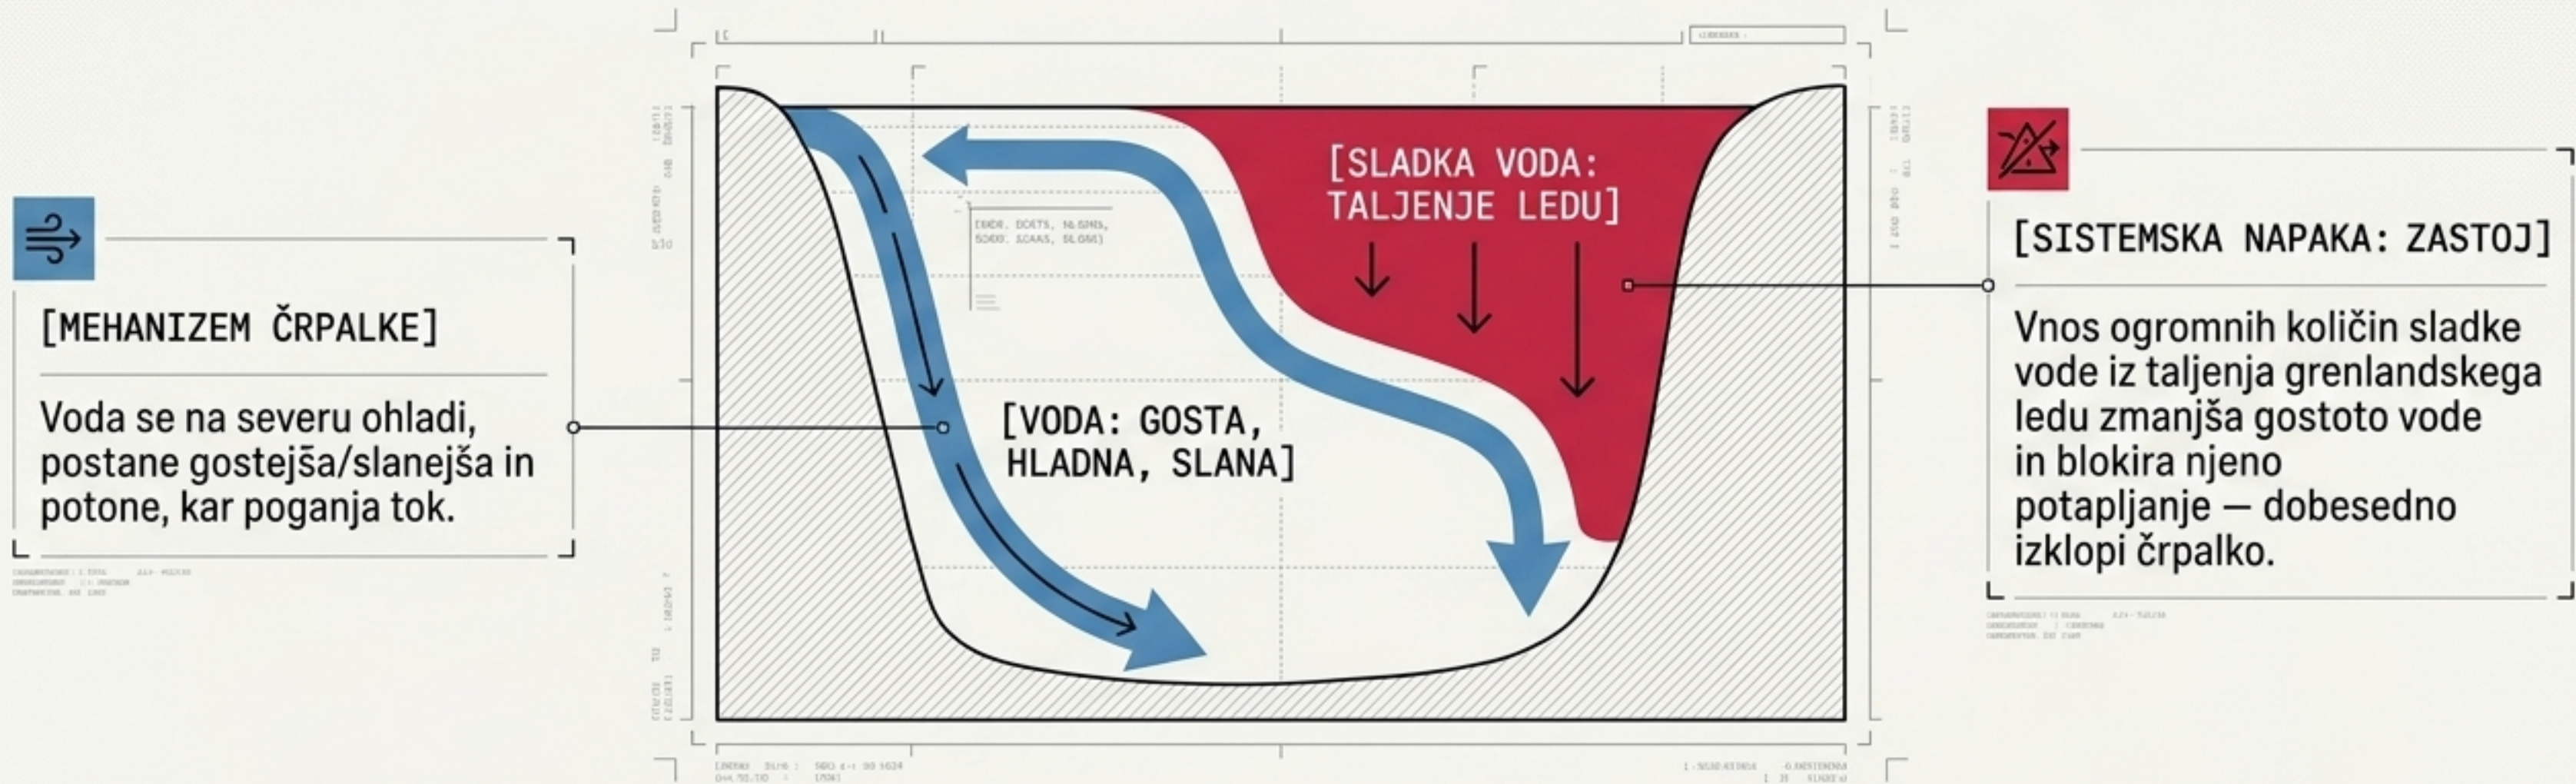 [MEHANIZEM ČRPALKE]
Voda se na severu ohladi,
postane gostejša/slanejša in
potone, kar poganja tok.
[SLADKA VODA:
TALJENJE LEDU]
[VODA: GOSTA,
HLADNA, SLANA]
[SISTEMSKA NAPAKA: ZASTOJ]
Vnos ogromnih količin sladke
vode iz taljenja grenlandskega
ledu zmanjša gostoto vode
in blokira njeno
potapljanje — dobesedno
izklopi črpalko.